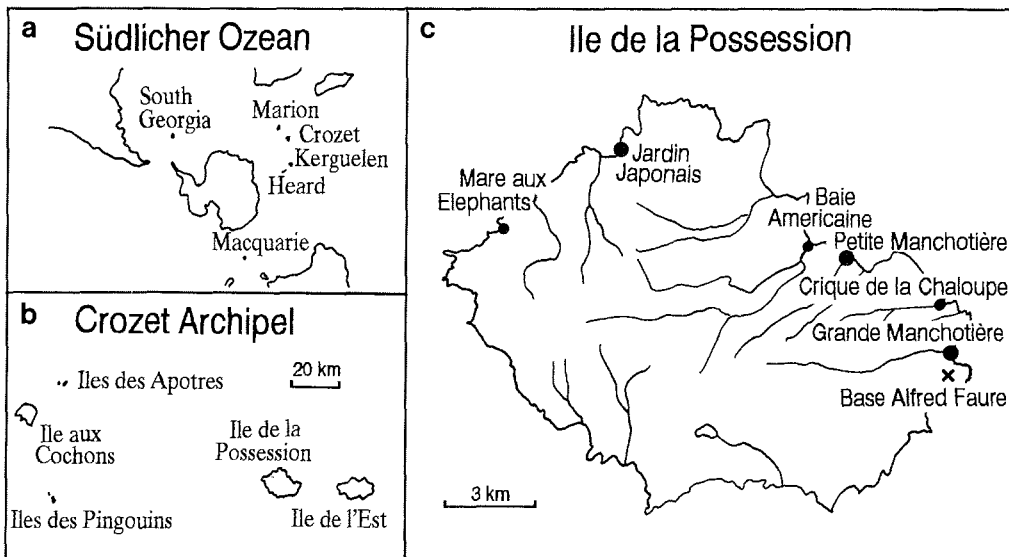 a
Südlicher Ozean
South
Georgia
Marion
Crozet
Kerguelen
Heard
Macquarie
b
Crozet Archipel
Iles des Apotres
20 km
Ile aux
Cochons
Ile de la
Possession
Iles des Pingouins
Ile de l'Est
c
Ile de la Possession
Jardin
Japonais
Mare aux
Elephants
Baie
Americaine
Petite Manchotière
Crique de la Chaloupe
Grande Manchotière
Base Alfred Faure
3 km